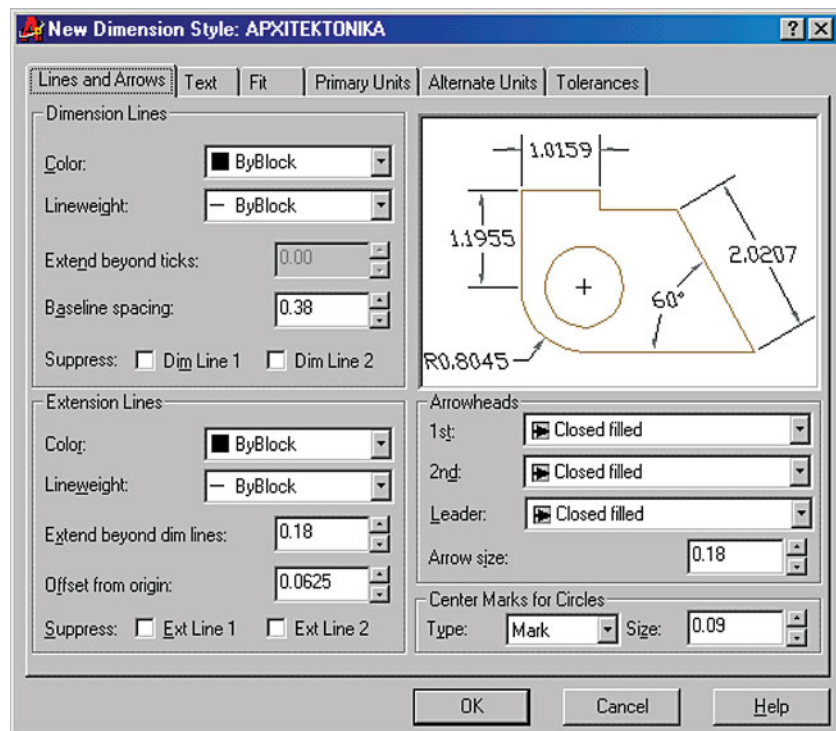 New Dimension Style: ΑΡΧΙΤΕΚΤΟΝΙΚΑ
Lines and Arrows Text Fit Primary Units Alternate Units Tolerances
Dimension Lines
Color: ByBlock
Lineweight: ByBlock
Extend beyond ticks: 0.00
Baseline spacing: 0.38
Suppress: Dim Line 1 Dim Line 2
1.0159
1.1955
2.0207
60°
R0.8045
Extension Lines
Color: ByBlock
Lineweight: ByBlock
Extend beyond dim lines: 0.18
Offset from origin: 0.0625
Suppress: Ext Line 1 Ext Line 2
Arrowheads
1st: Closed filled
2nd: Closed filled
Leader: Closed filled
Arrow size: 0.18
Center Marks for Circles
Type: Mark Size: 0.09
OK Cancel Help